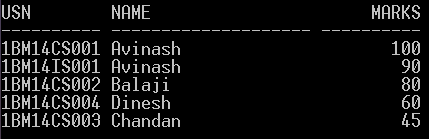 USN NAME MARKS
---------- -------------------- ----------
1BM14CS001 Avinash 100
1BM14IS001 Avinash 90
1BM14CS002 Balaji 80
1BM14CS004 Dinesh 60
1BM14CS003 Chandan 45